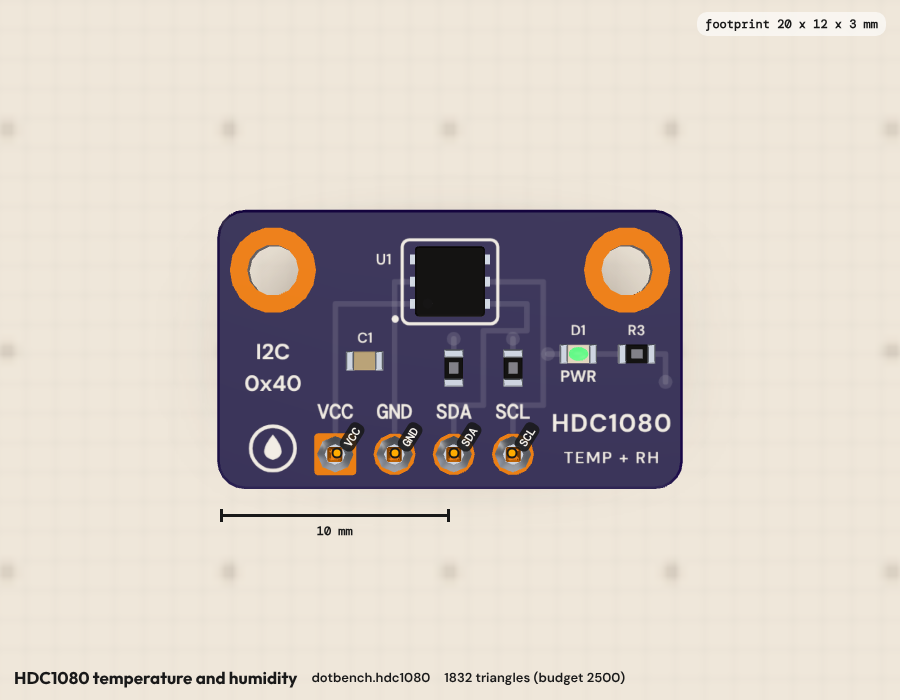 footprint 20 x 12 x 3 mm
U1
D1
R3
C1
I2C
0x40
PWR
VCC
GND
SDA
SCL
HDC1080
VCC
GND
SDA
SCL
TEMP + RH
10 mm
HDC1080 temperature and humidity dotbench.hdc1080 1832 triangles (budget 2500)